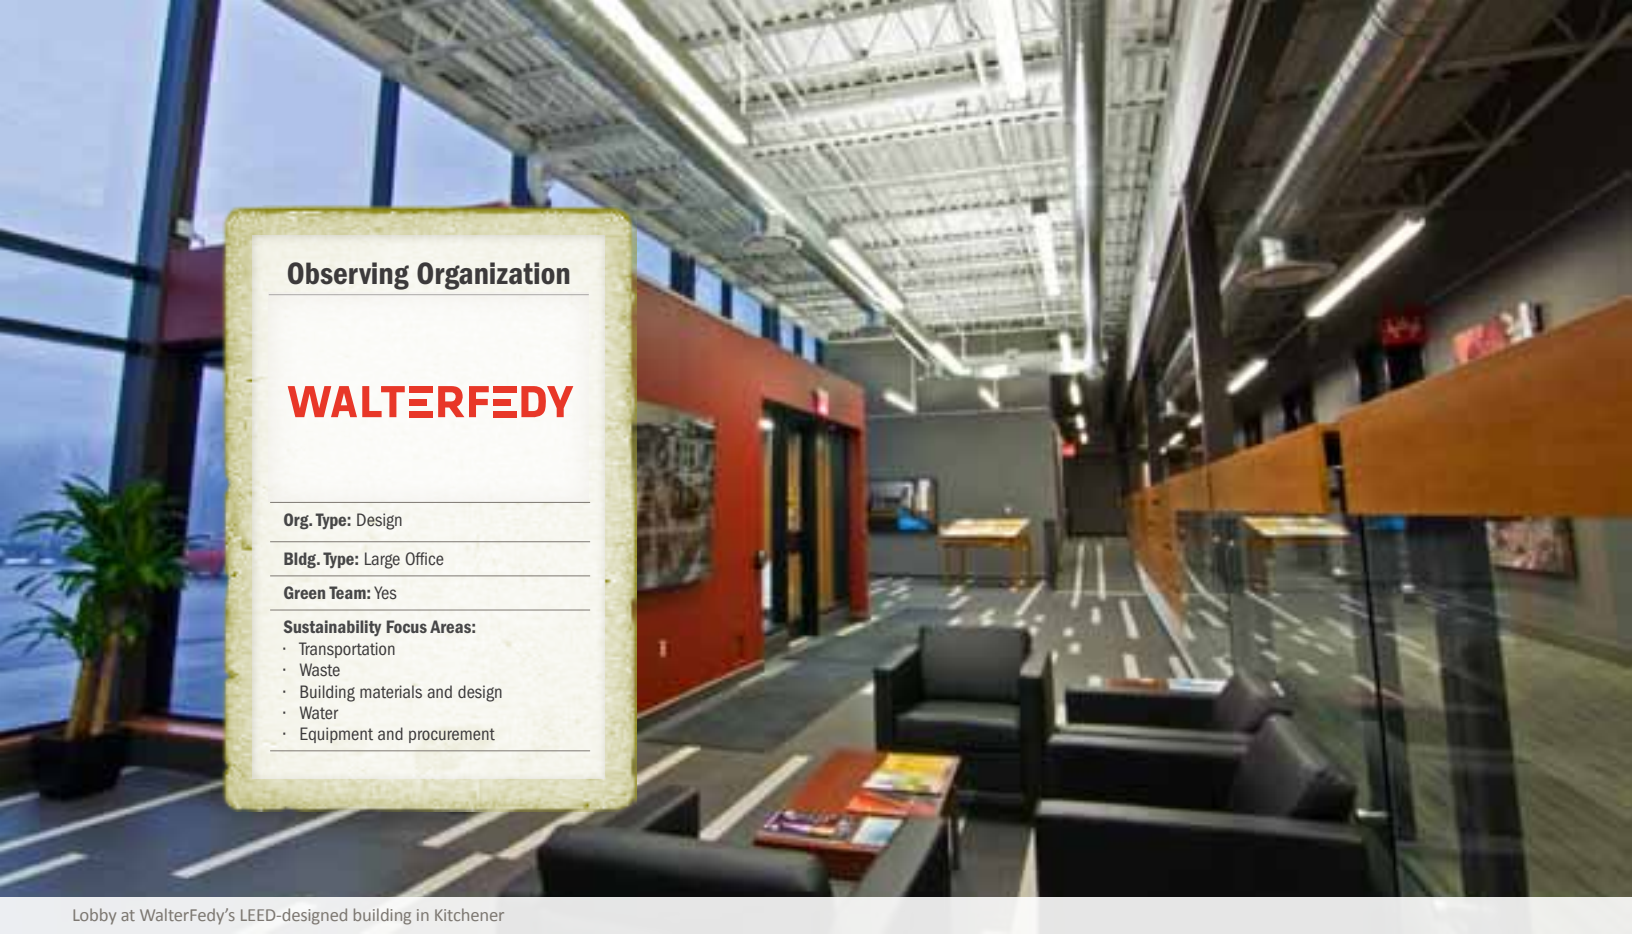 Observing Organization
WALTERFEDY
Org. Type: Design
Bldg. Type: Large Office
Green Team: Yes
Sustainability Focus Areas:
· Transportation
· Waste
· Building materials and design
· Water
· Equipment and procurement
Lobby at WalterFedy’s LEED-designed building in Kitchener